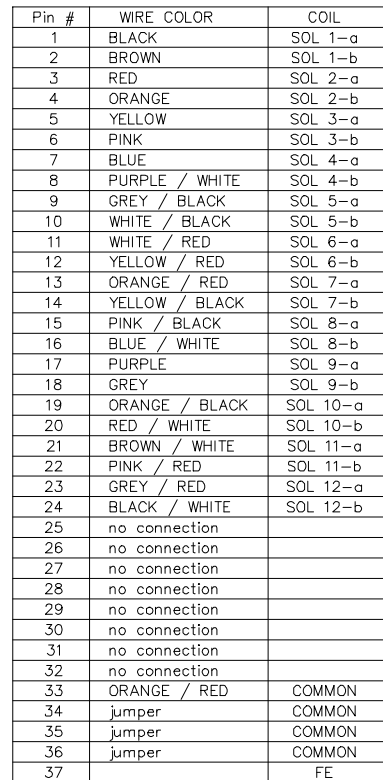 Pin # WIRE COLOR COIL
1 BLACK SOL 1-a
2 BROWN SOL 1-b
3 RED SOL 2-a
4 ORANGE SOL 2-b
5 YELLOW SOL 3-a
6 PINK SOL 3-b
7 BLUE SOL 4-a
8 PURPLE / WHITE SOL 4-b
9 GREY / BLACK SOL 5-a
10 WHITE / BLACK SOL 5-b
11 WHITE / RED SOL 6-a
12 YELLOW / RED SOL 6-b
13 ORANGE / RED SOL 7-a
14 YELLOW / BLACK SOL 7-b
15 PINK / BLACK SOL 8-a
16 BLUE / WHITE SOL 8-b
17 PURPLE SOL 9-a
18 GREY SOL 9-b
19 ORANGE / BLACK SOL 10-a
20 RED / WHITE SOL 10-b
21 BROWN / WHITE SOL 11-a
22 PINK / RED SOL 11-b
23 GREY / RED SOL 12-a
24 BLACK / WHITE SOL 12-b
25 no connection
26 no connection
27 no connection
28 no connection
29 no connection
30 no connection
31 no connection
32 no connection
33 ORANGE / RED COMMON
34 jumper COMMON
35 jumper COMMON
36 jumper COMMON
37 FE